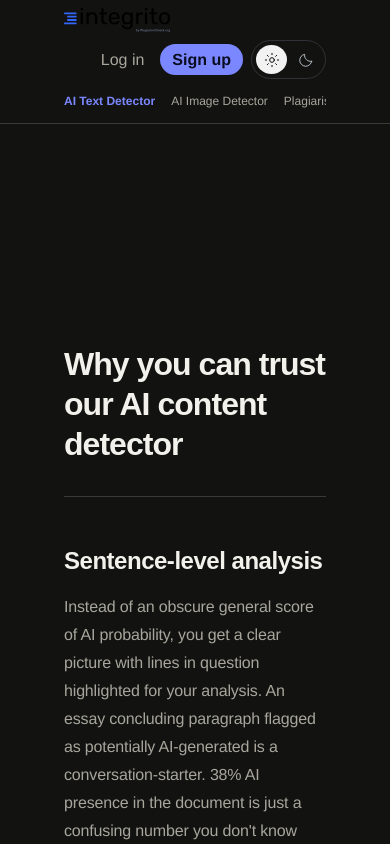 integrito
Log in
Sign up
AI Text Detector AI Image Detector Plagiaris
Why you can trust
our AI content
detector
Sentence-level analysis
Instead of an obscure general score
of AI probability, you get a clear
picture with lines in question
highlighted for your analysis. An
essay concluding paragraph flagged
as potentially AI-generated is a
conversation-starter. 38% AI
presence in the document is just a
confusing number you don't know